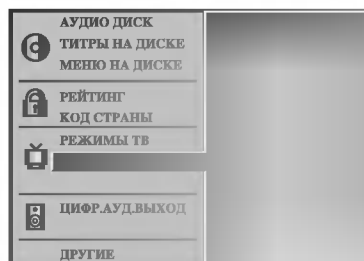 АУДИО ДИСК
ТИТРЫ НА ДИСКЕ
МЕНЮ НА ДИСКЕ
РЕЙТИНГ
КОД СТРАНЫ
РЕЖИМЫ ТВ
ЦИФР.АУД.ВЫХОД
ДРУГИЕ